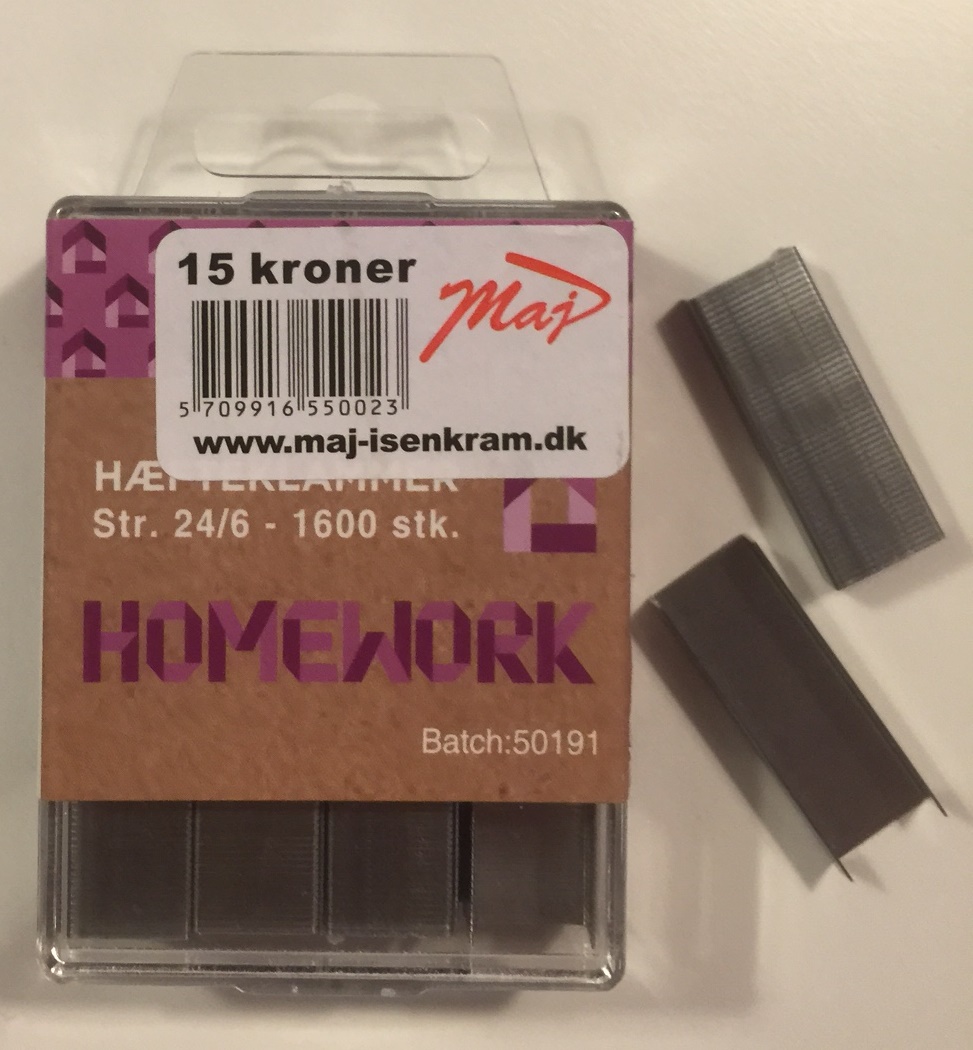 15 kroner
Maj
5 709916 550023
www.maj-isenkram.dk
HÆFTEKLAMMER
Str. 24/6 - 1600 stk.
HOMEWORK
Batch:50191